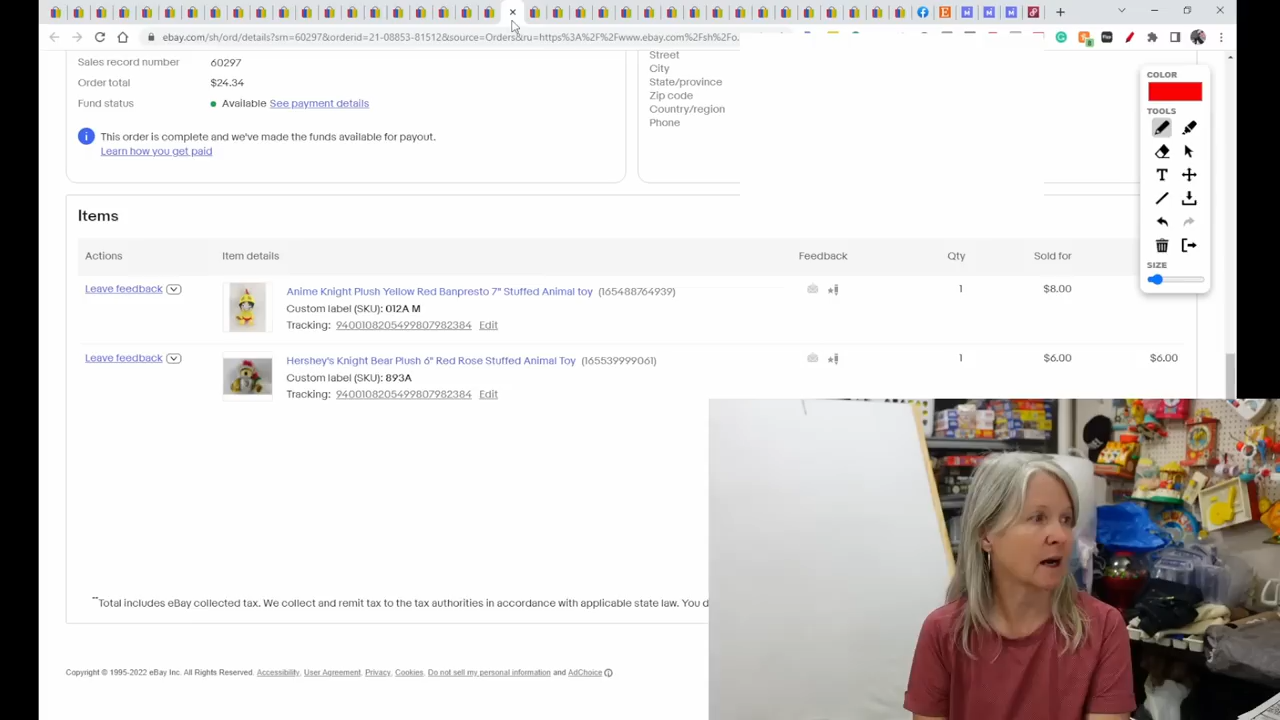 ebay.com/sh/ord/details?srn=60297&orderid=21-08853-81512&source=Orders&ru=https%3A%2F%2Fwww.ebay.com%2Fsh%2Fo...
Sales record number 60297
Order total $24.34
Fund status Available See payment details
This order is complete and we've made the funds available for payout.
Learn how you get paid
Street
City
State/province
Zip code
Country/region
Phone
COLOR
TOOLS
T
SIZE
Items
Actions Item details Feedback Qty Sold for
Leave feedback Anime Knight Plush Yellow Red Banpresto 7" Stuffed Animal toy (165488764939) 1 $8.00
Custom label (SKU): 012A M
Tracking: 9400108205499807982384 Edit
Leave feedback Hershey's Knight Bear Plush 6" Red Rose Stuffed Animal Toy (165539999061) 1 $6.00 $6.00
Custom label (SKU): 893A
Tracking: 9400108205499807982384 Edit
**Total includes eBay collected tax. We collect and remit tax to the tax authorities in accordance with applicable state law. You d
Copyright © 1995-2022 eBay Inc. All Rights Reserved. Accessibility, User Agreement, Privacy, Cookies, Do not sell my personal information and AdChoice